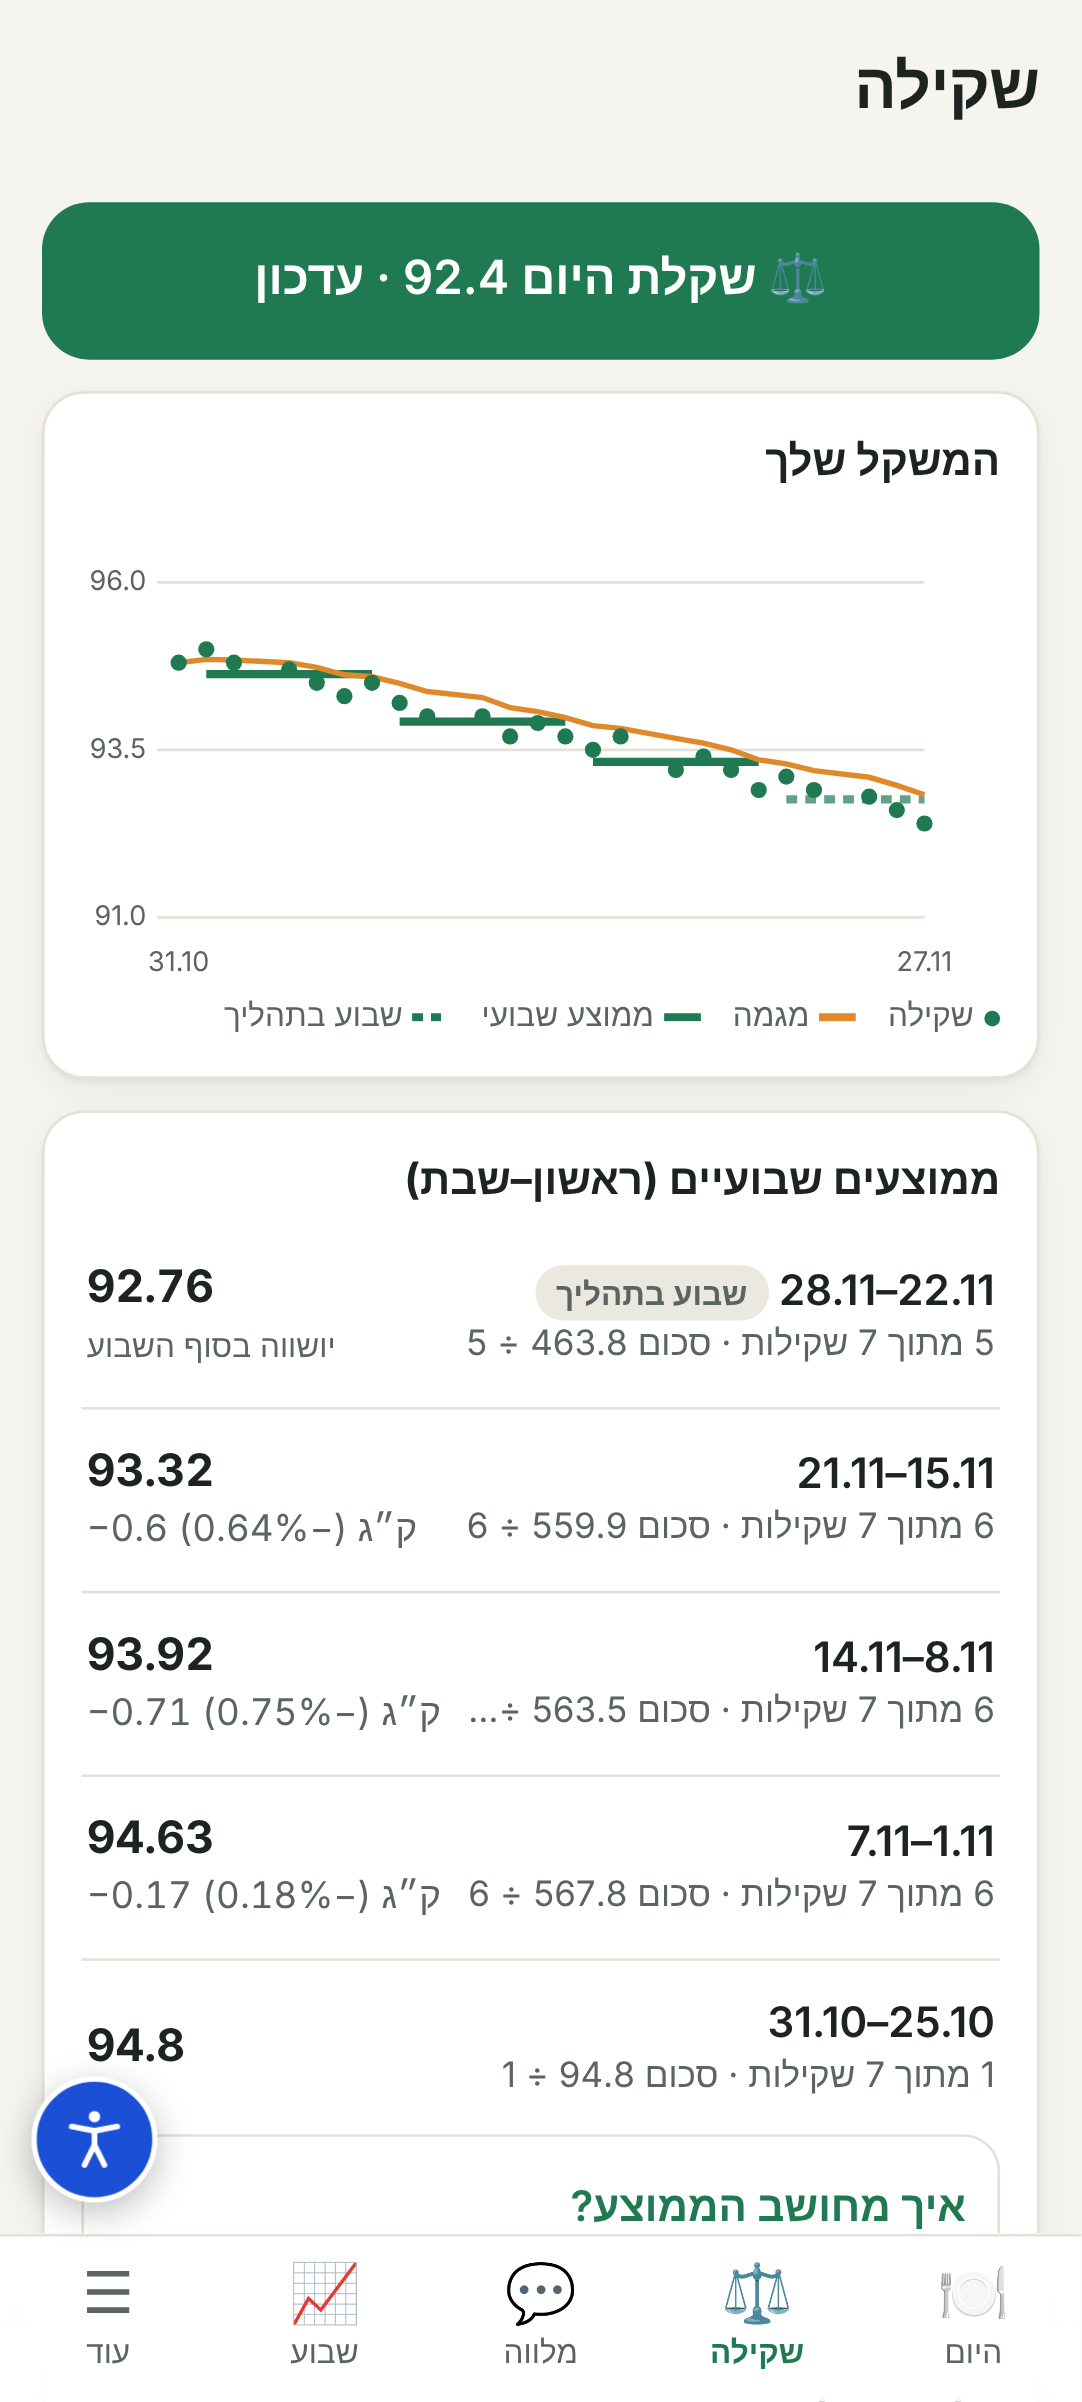 שקילה
⚖️ שקלת היום 92.4 · עדכון
המשקל שלך
96.0
93.5
91.0
31.10
27.11
שקילה
מגמה
ממוצע שבועי
שבוע בתהליך
ממוצעים שבועיים (ראשון–שבת)
22.11–28.11 שבוע בתהליך
92.76
5 מתוך 7 שקילות · סכום 463.8 ÷ 5
יושווה בסוף השבוע
15.11–21.11
93.32
6 מתוך 7 שקילות · סכום 559.9 ÷ 6
−0.6 ק״ג (−0.64%)
8.11–14.11
93.92
6 מתוך 7 שקילות · סכום 563.5 ÷...
−0.71 ק״ג (−0.75%)
1.11–7.11
94.63
6 מתוך 7 שקילות · סכום 567.8 ÷ 6
−0.17 ק״ג (−0.18%)
25.10–31.10
94.8
1 מתוך 7 שקילות · סכום 94.8 ÷ 1
איך מחושב הממוצע?
היום
שקילה
מלווה
שבוע
עוד